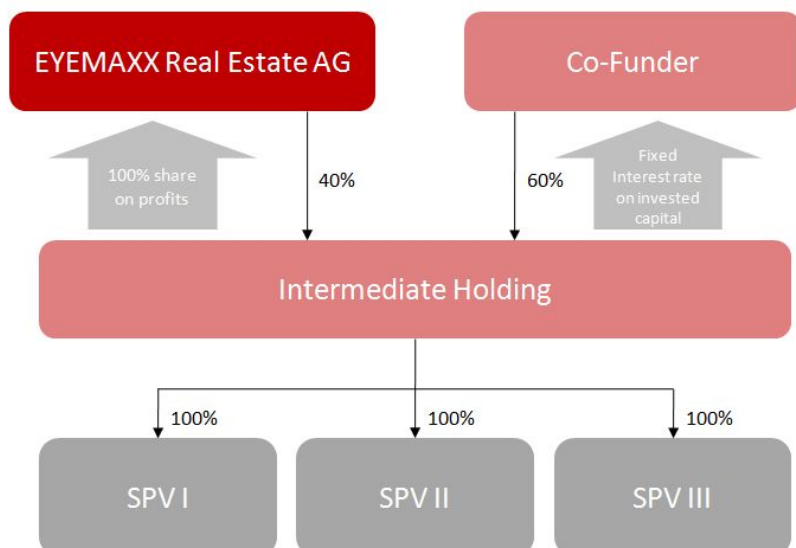 EYEMAXX Real Estate AG
Co-Funder
100% share
on profits
40%
60%
Fixed
Interest rate
on invested
capital
Intermediate Holding
100%
100%
100%
SPV I
SPV II
SPV III